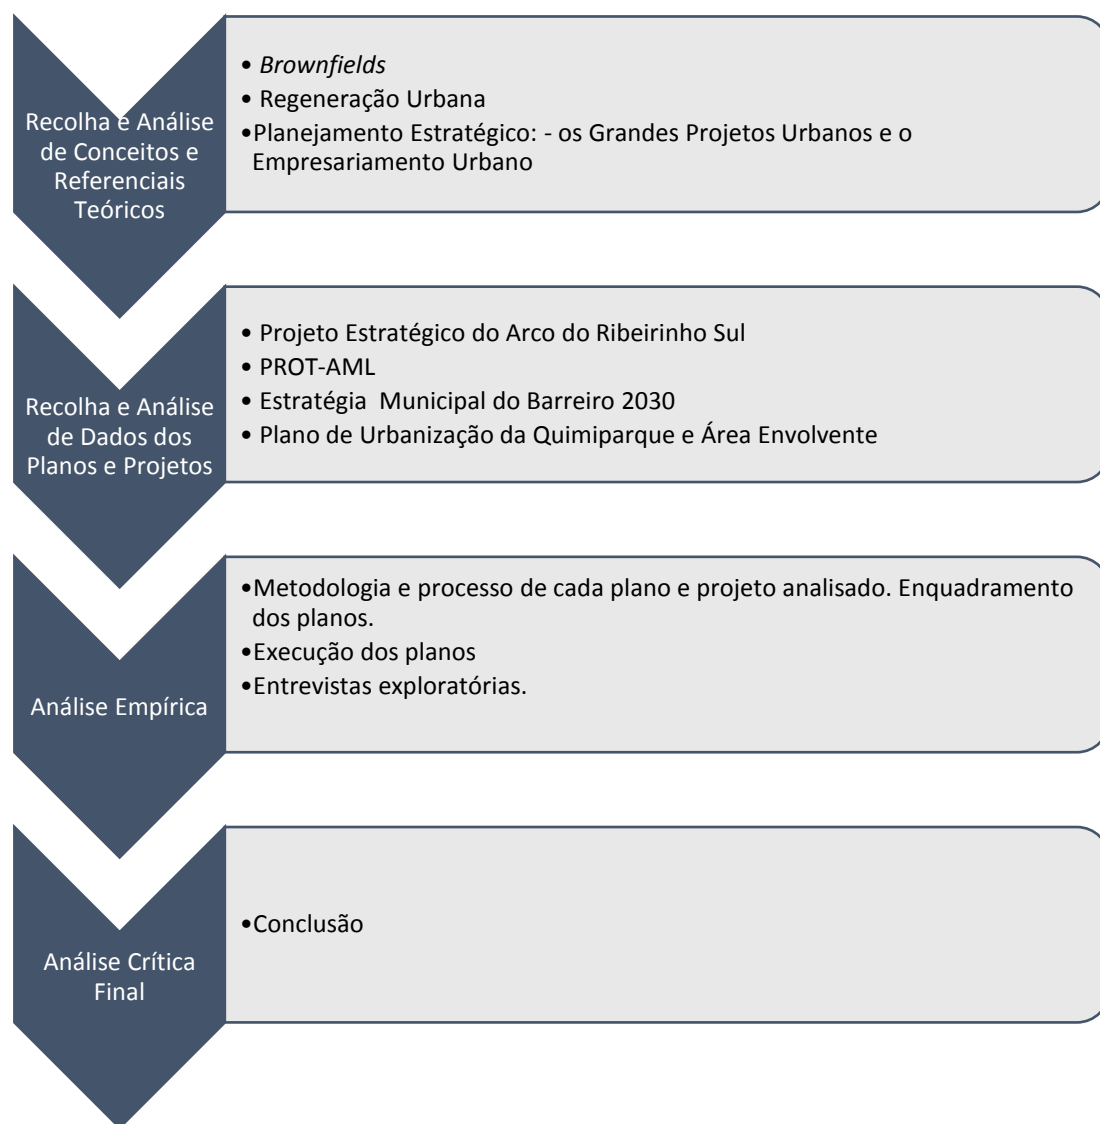 Recolha e Análise
de Conceitos e
Referenciais
Teóricos
• Brownfields
• Regeneração Urbana
•Planejamento Estratégico: - os Grandes Projetos Urbanos e o
Empresariamento Urbano
Recolha e Análise
de Dados dos
Planos e Projetos
• Projeto Estratégico do Arco do Ribeirinho Sul
• PROT-AML
• Estratégia Municipal do Barreiro 2030
• Plano de Urbanização da Quimiparque e Área Envolvente
Análise Empírica
•Metodologia e processo de cada plano e projeto analisado. Enquadramento
dos planos.
•Execução dos planos
•Entrevistas exploratórias.
Análise Crítica
Final
•Conclusão